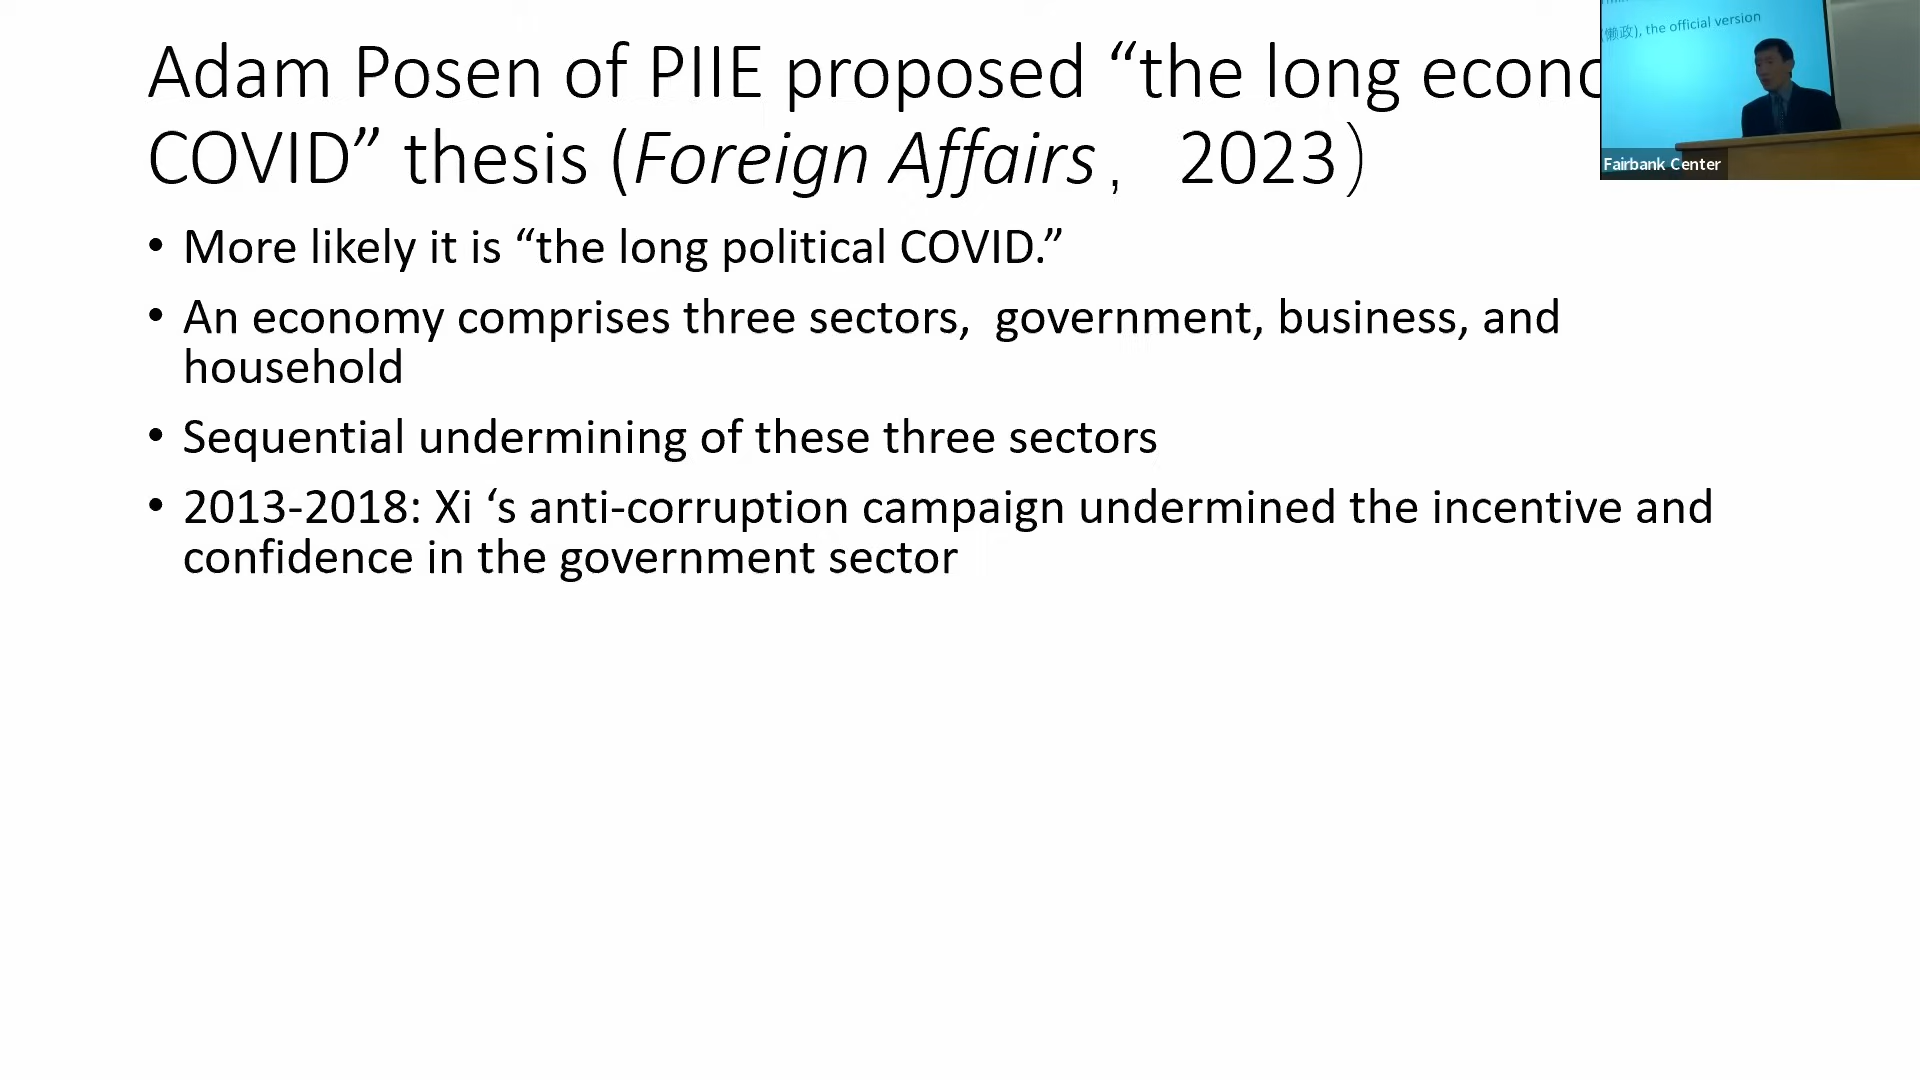 Adam Posen of PIIE proposed “the long econo
COVID” thesis (Foreign Affairs， 2023）
• More likely it is “the long political COVID.”
• An economy comprises three sectors,  government, business, and
household
• Sequential undermining of these three sectors
• 2013-2018: Xi ‘s anti-corruption campaign undermined the incentive and
confidence in the government sector
(懒政), the official version
Fairbank Center